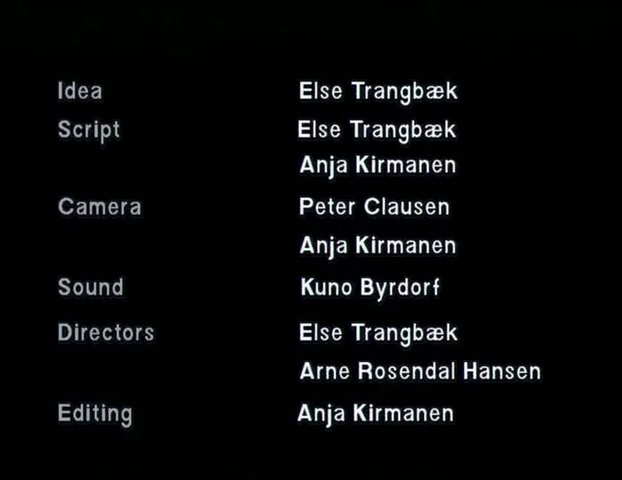 Idea Else Trangbæk
Script Else Trangbæk
Anja Kirmanen
Camera Peter Clausen
Anja Kirmanen
Sound Kuno Byrdorf
Directors Else Trangbæk
Arne Rosendal Hansen
Editing Anja Kirmanen